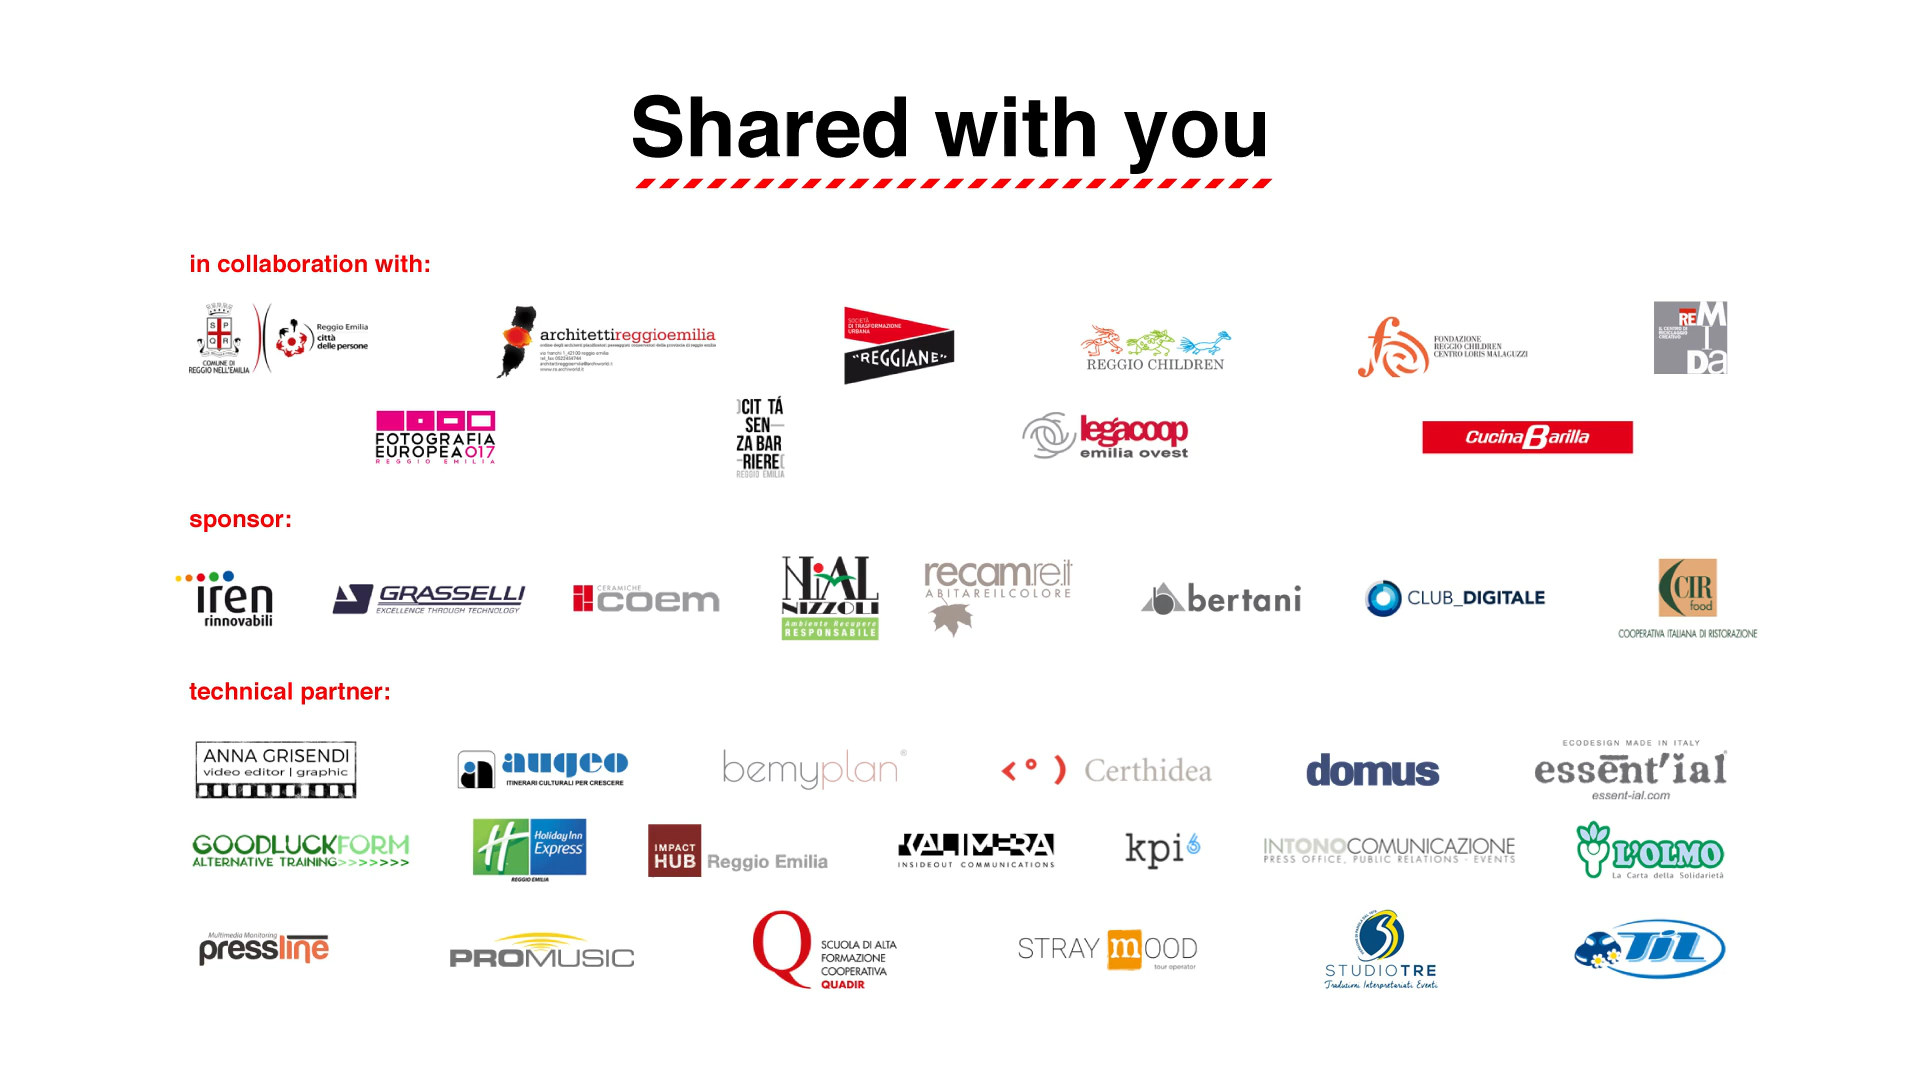 Shared with you
in collaboration with:
SP
QR
COMUNE DI
REGGIO NELL'EMILIA
Reggio Emilia
città
delle persone
architettireggioemilia
SOCIETÀ
DI TRASFORMAZIONE
URBANA
"REGGIANE"
REGGIO CHILDREN
FONDAZIONE
REGGIO CHILDREN
CENTRO LORIS MALAGUZZI
REMIDa
FOTOGRAFIA
EUROPEA017
REGGIO EMILIA
CIT TÁ
SEN
ZA BAR
RIERE
REGGIO EMILIA
legacoop
emilia ovest
CucinaBarilla
sponsor:
iren
rinnovabili
GRASSELLI
EXCELLENCE THROUGH TECHNOLOGY
CERAMICHE
coem
NiAL
NIZZOLI
Ambiente Recupero
RESPONSABILE
recam.re.it
ABITAREILCOLORE
bertani
CLUB_DIGITALE
CIR
food
COOPERATIVA ITALIANA DI RISTORAZIONE
technical partner:
ANNA GRISENDI
video editor | graphic
augeo
ITINERARI CULTURALI PER CRESCERE
bemyplan®
Certhidea
domus
ECODESIGN MADE IN ITALY
essent'ial
essent-ial.com
GOODLUCKFORM
ALTERNATIVE TRAINING>>>>>>>
Holiday Inn
Express
REGGIO EMILIA
IMPACT
HUB Reggio Emilia
KALIMERA
INSIDEOUT COMMUNICATIONS
kpi6
INTONOCOMUNICAZIONE
PRESS OFFICE, PUBLIC RELATIONS - EVENTS
L'OLMO
La Carta della Solidarietà
Multimedia Monitoring
pressline
PROMUSIC
Q
SCUOLA DI ALTA
FORMAZIONE
COOPERATIVA
QUADIR
STRAY mOOD
tour operator
STUDIOTRE
Traduzioni Interpretariati Eventi
TIL